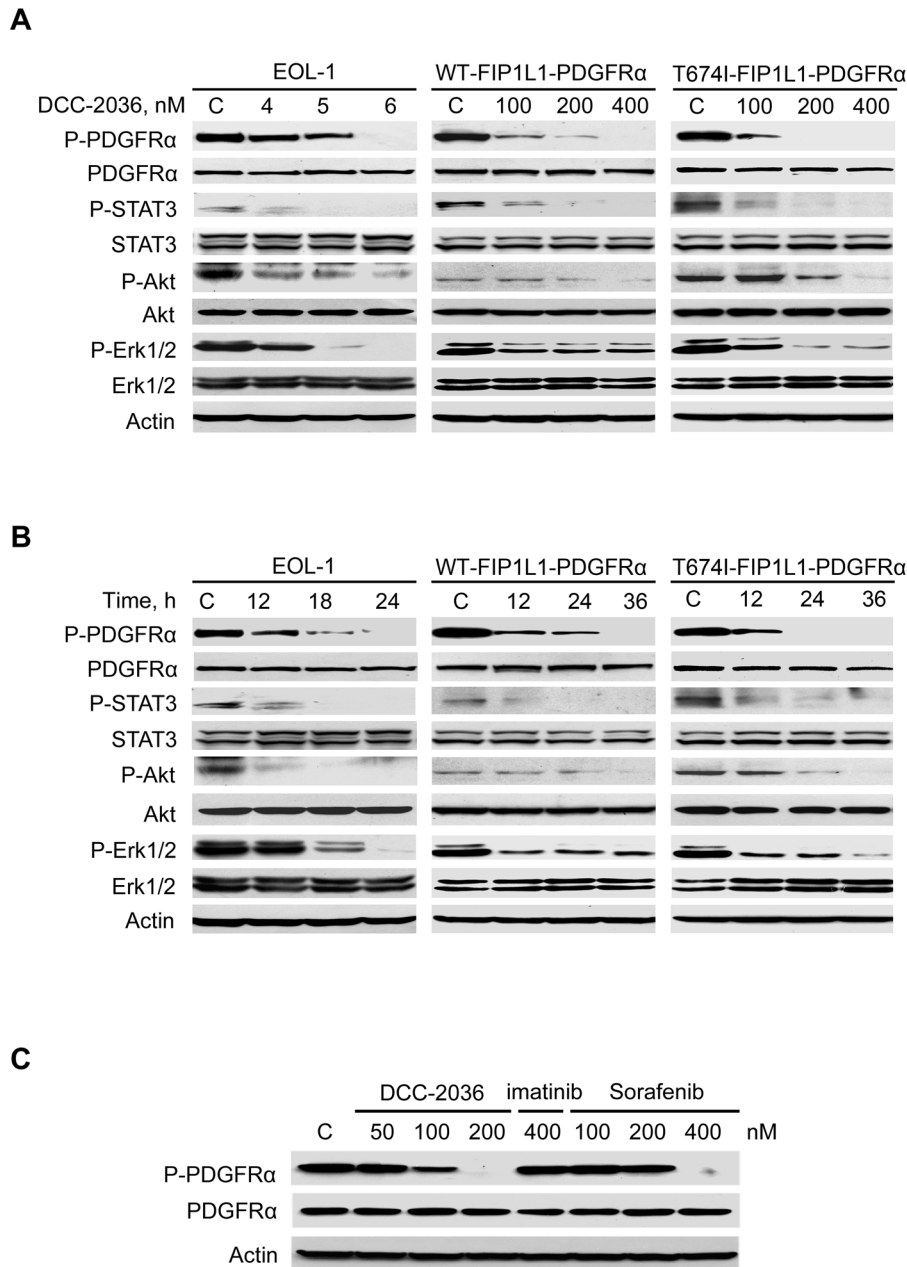 A
EOL-1 WT-FIP1L1-PDGFRα T674I-FIP1L1-PDGFRα
DCC-2036, nM C 4 5 6 C 100 200 400 C 100 200 400
P-PDGFRα
PDGFRα
P-STAT3
STAT3
P-Akt
Akt
P-Erk1/2
Erk1/2
Actin
B
EOL-1 WT-FIP1L1-PDGFRα T674I-FIP1L1-PDGFRα
Time, h C 12 18 24 C 12 24 36 C 12 24 36
P-PDGFRα
PDGFRα
P-STAT3
STAT3
P-Akt
Akt
P-Erk1/2
Erk1/2
Actin
C
DCC-2036 imatinib Sorafenib
C 50 100 200 400 100 200 400 nM
P-PDGFRα
PDGFRα
Actin